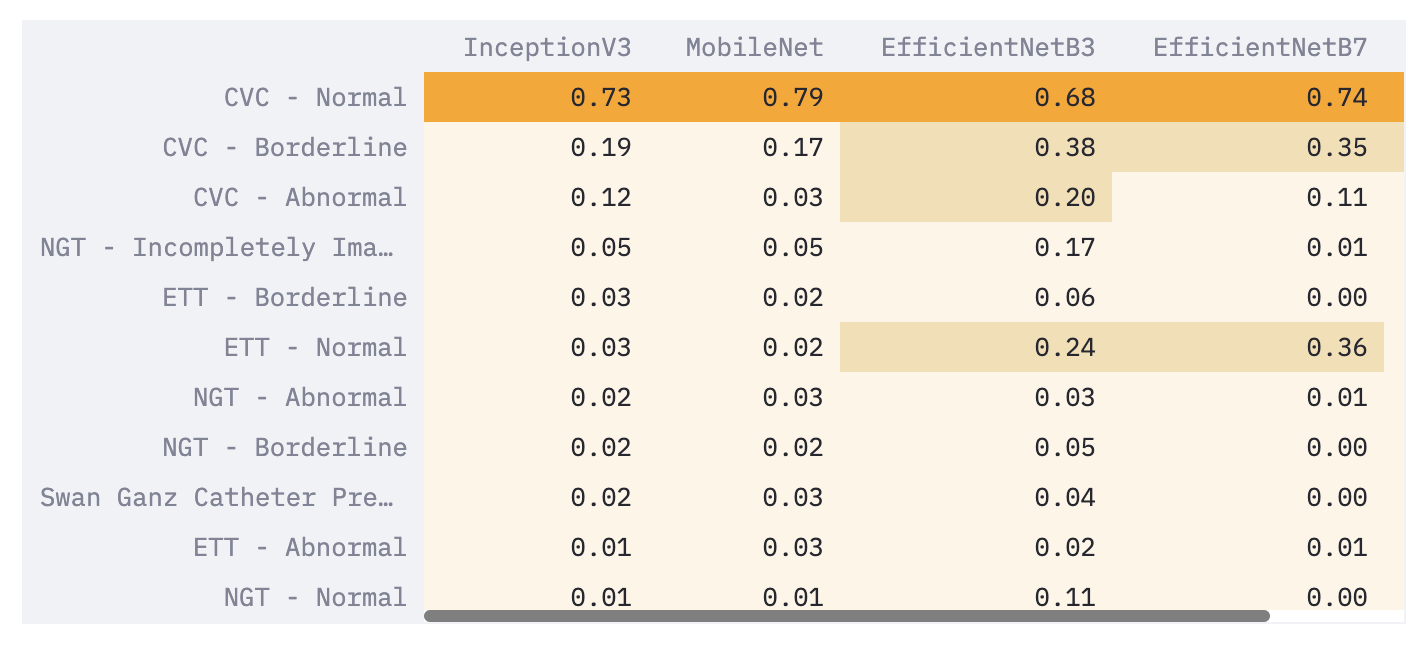 InceptionV3 MobileNet EfficientNetB3 EfficientNetB7
CVC - Normal 0.73 0.79 0.68 0.74
CVC - Borderline 0.19 0.17 0.38 0.35
CVC - Abnormal 0.12 0.03 0.20 0.11
NGT - Incompletely Ima… 0.05 0.05 0.17 0.01
ETT - Borderline 0.03 0.02 0.06 0.00
ETT - Normal 0.03 0.02 0.24 0.36
NGT - Abnormal 0.02 0.03 0.03 0.01
NGT - Borderline 0.02 0.02 0.05 0.00
Swan Ganz Catheter Pre… 0.02 0.03 0.04 0.00
ETT - Abnormal 0.01 0.03 0.02 0.01
NGT - Normal 0.01 0.01 0.11 0.00